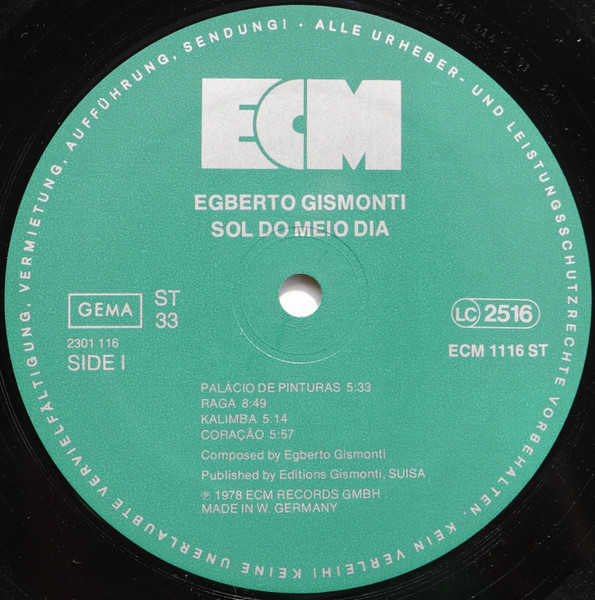 ALLE URHEBER- UND LEISTUNGSSCHUTZRECHTE VORBEHALTEN. KEIN VERLEIH! KEINE UNERLAUBTE VERVIELFÄLTIGUNG, VERMIETUNG, AUFFÜHRUNG, SENDUNG! ·
ECM
EGBERTO GISMONTI
SOL DO MEIO DIA
GEMA
ST
33
LC 2516
2301 116
SIDE I
ECM 1116 ST
PALÁCIO DE PINTURAS 5:33
RAGA 8:49
KALIMBA 5:14
CORAÇÃO 5:57
Composed by Egberto Gismonti
Published by Editions Gismonti, SUISA
℗ 1978 ECM RECORDS GMBH
MADE IN W. GERMANY